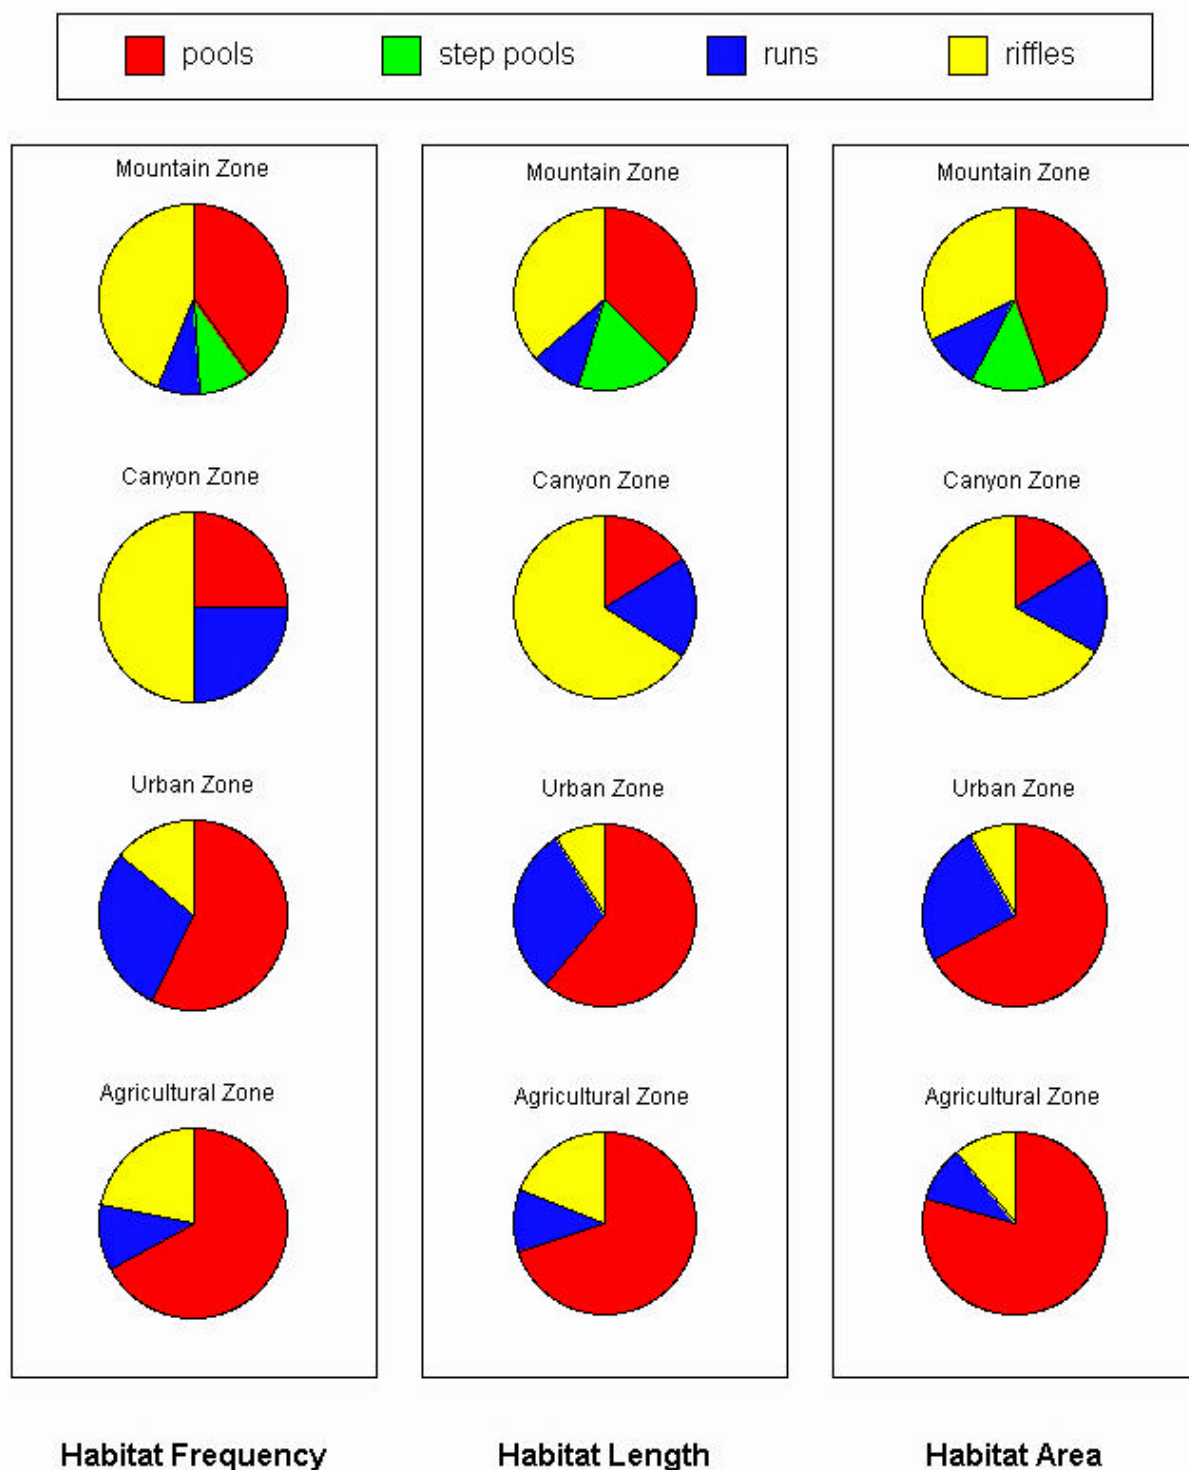 pools step pools runs riffles
Mountain Zone Mountain Zone Mountain Zone
Canyon Zone Canyon Zone Canyon Zone
Urban Zone Urban Zone Urban Zone
Agricultural Zone Agricultural Zone Agricultural Zone
Habitat Frequency Habitat Length Habitat Area